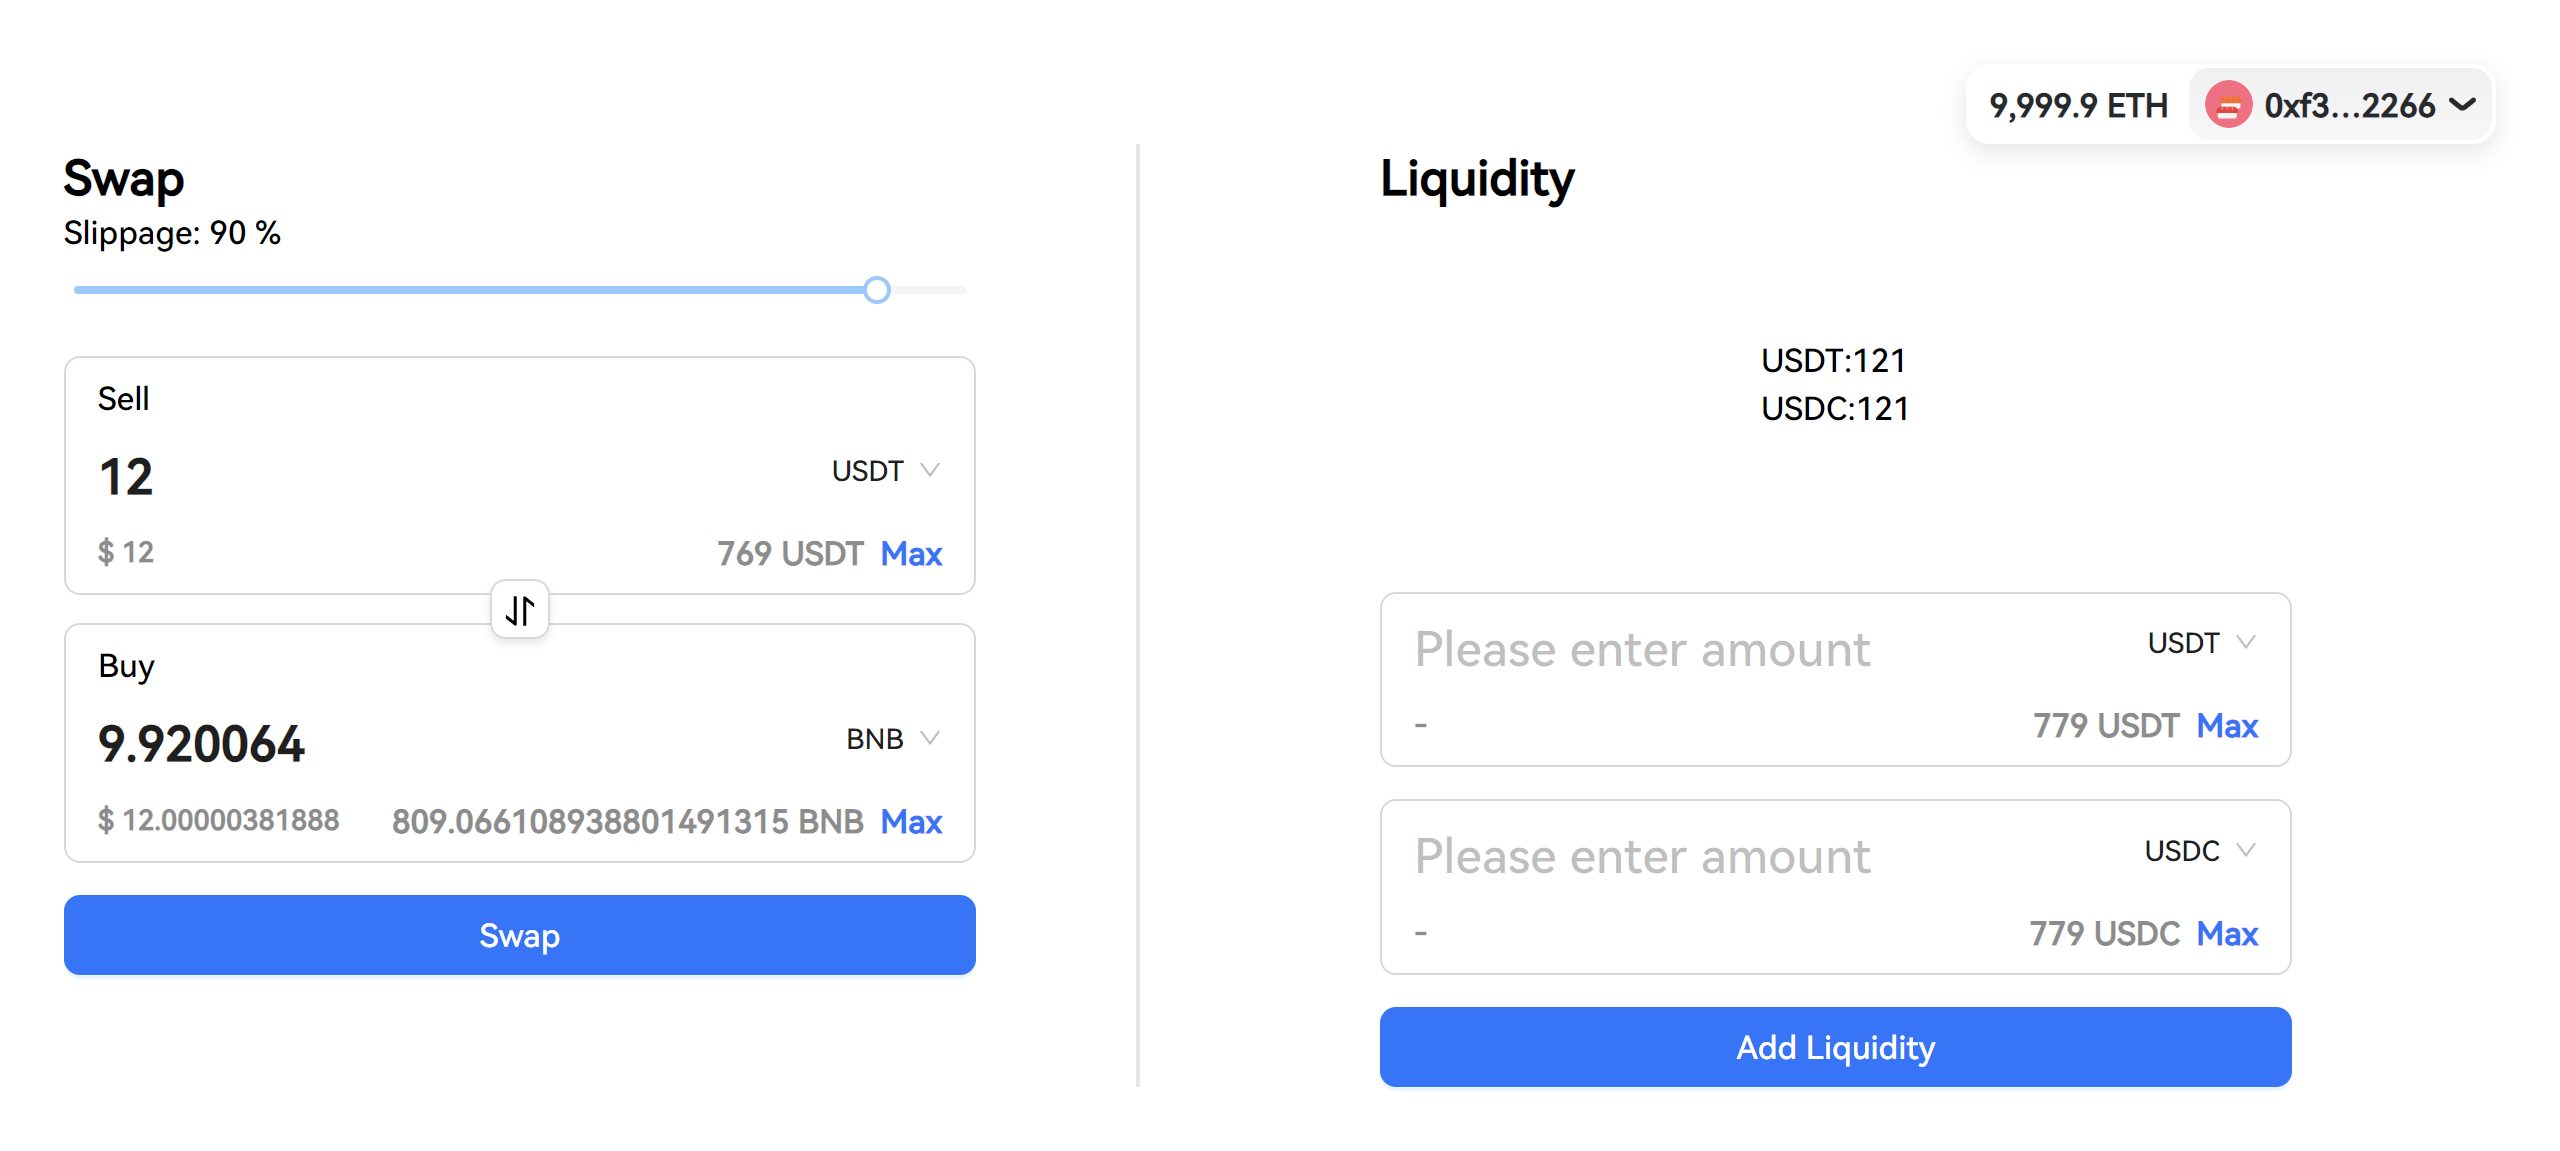 9,999.9 ETH 0xf3...2266
Swap
Slippage: 90 %
Sell
12 USDT
$ 12 769 USDT Max
Buy
9.920064 BNB
$ 12.00000381888 809.066108938801491315 BNB Max
Swap
Liquidity
USDT:121
USDC:121
Please enter amount USDT
- 779 USDT Max
Please enter amount USDC
- 779 USDC Max
Add Liquidity